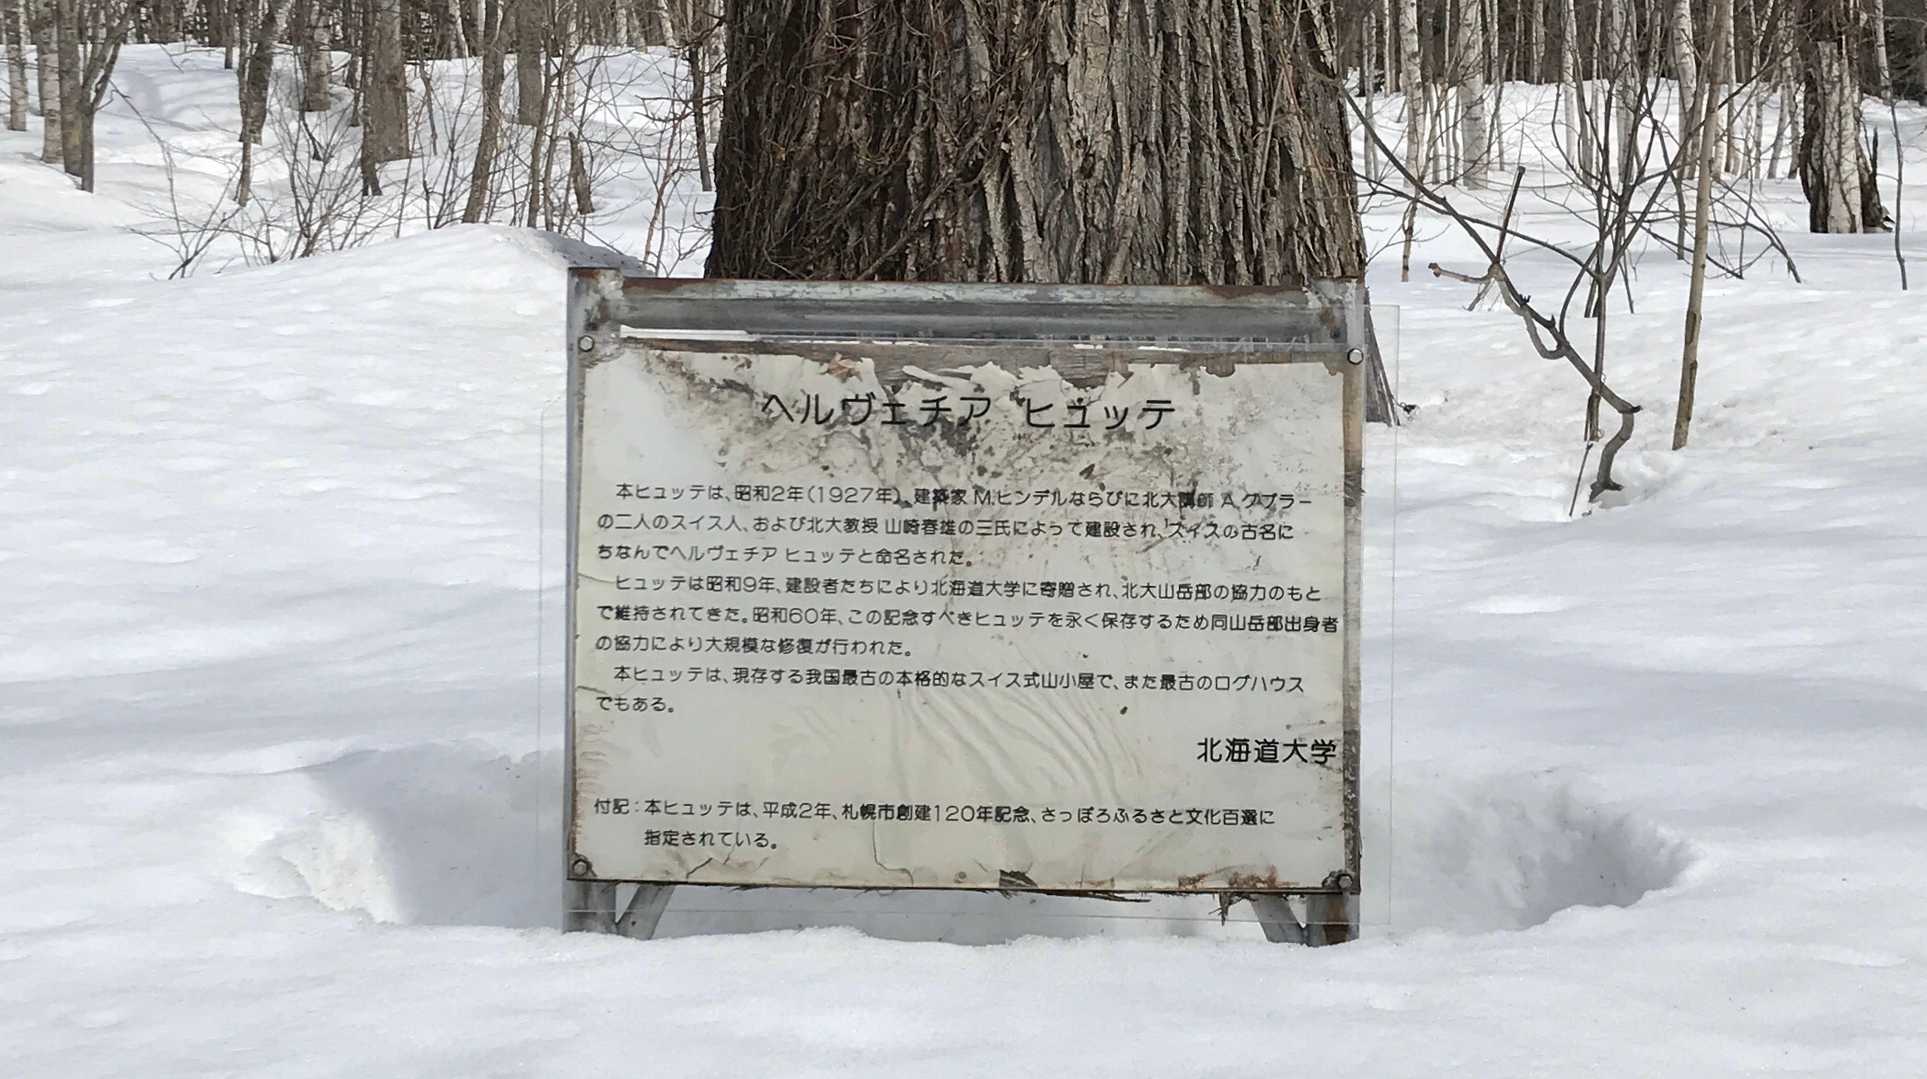 ヘルヴェチア ヒュッテ
本ヒュッテは、昭和2年(1927年)、建築家 M.ヒンデルならびに北大講師 A.グブラー
の二人のスイス人、および北大教授 山崎春雄の三氏によって建設され、スイスの古名に
ちなんでヘルヴェチア ヒュッテと命名された。
ヒュッテは昭和9年、建設者たちにより北海道大学に寄贈され、北大山岳部の協力のもと
で維持されてきた。昭和60年、この記念すべきヒュッテを永く保存するため同山岳部出身者
の協力により大規模な修復が行われた。
本ヒュッテは、現存する我国最古の本格的なスイス式山小屋で、また最古のログハウス
でもある。
北海道大学
付記：本ヒュッテは、平成2年、札幌市創建120年記念、さっぽろふるさと文化百選に
指定されている。